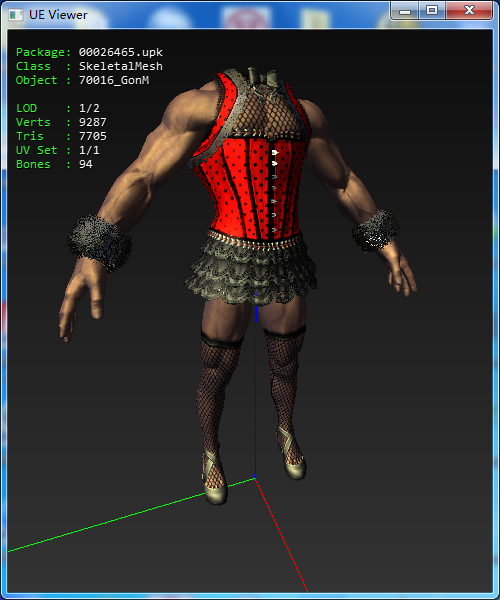 UE Viewer
Package: 00026465.upk
Class : SkeletalMesh
Object : 70016_GonM
LOD : 1/2
Verts : 9287
Tris : 7705
UV Set : 1/1
Bones : 94